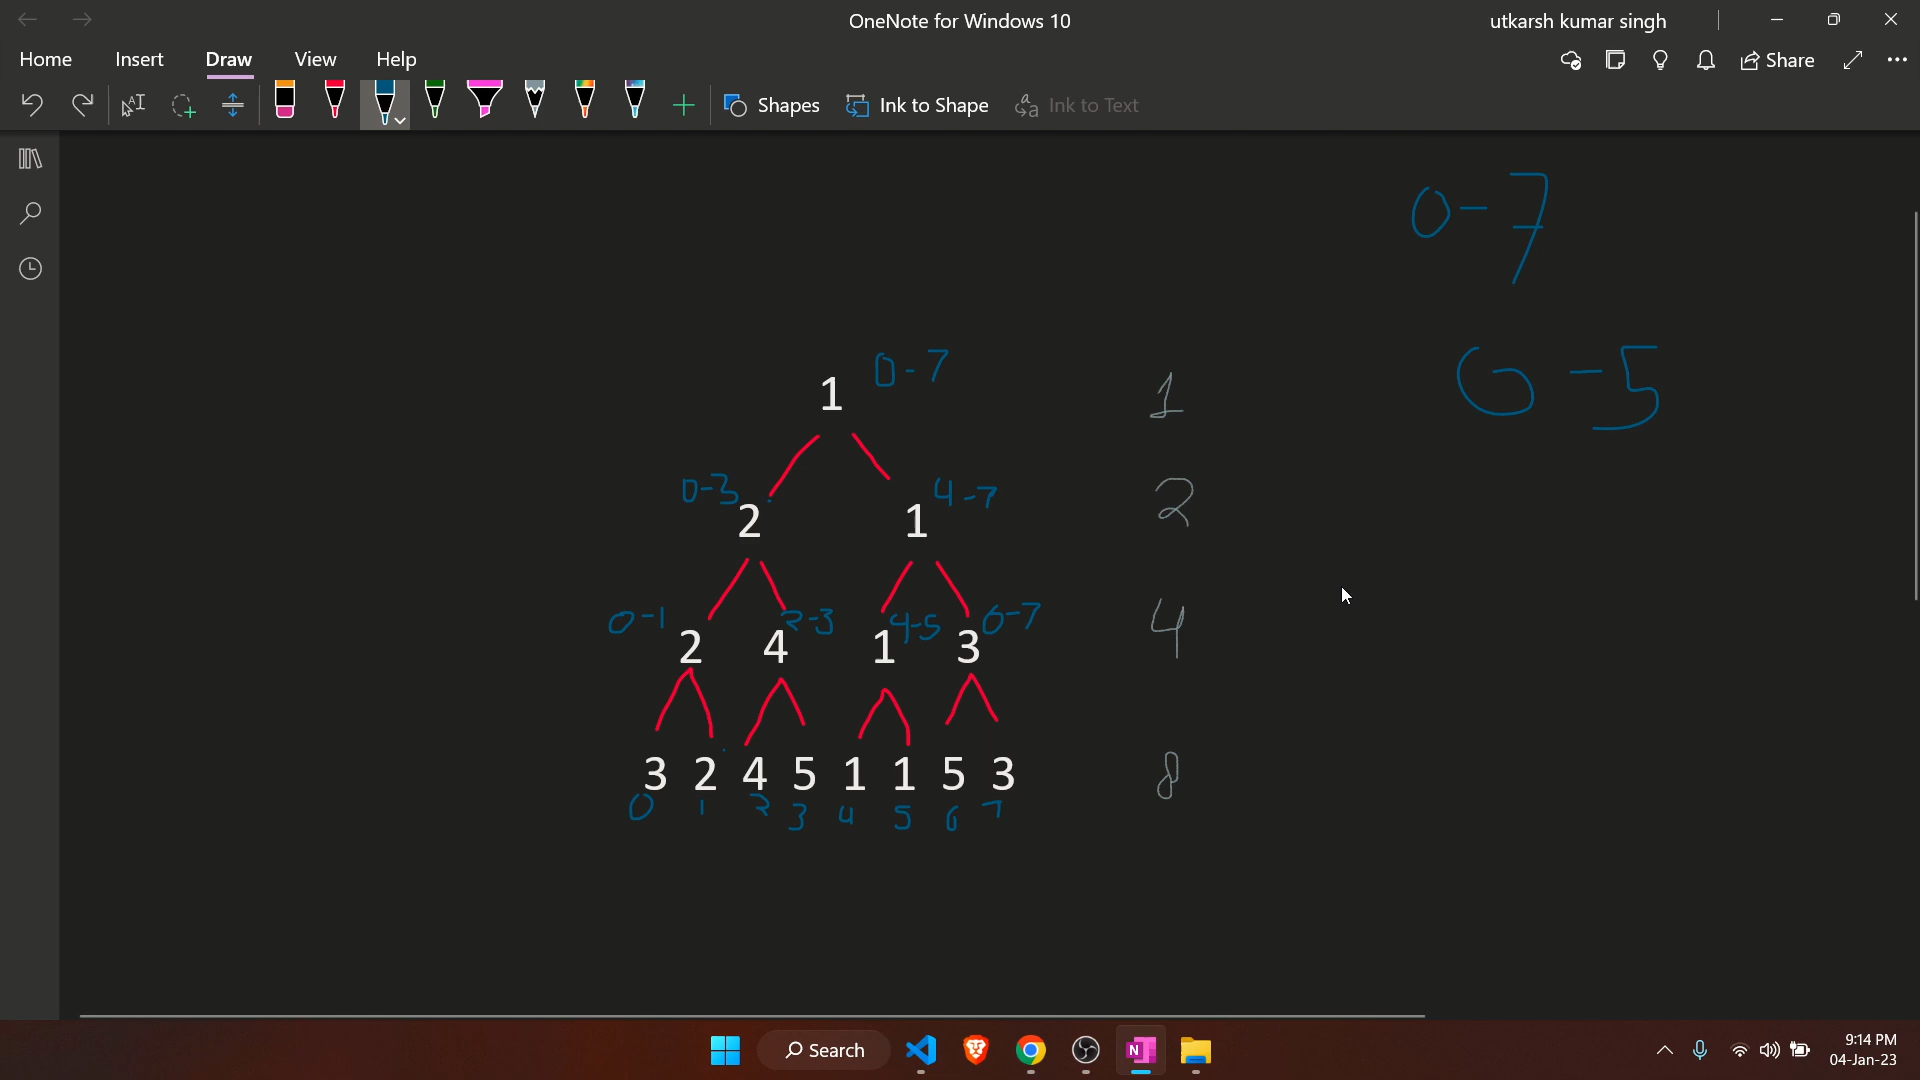 OneNote for Windows 10
utkarsh kumar singh
Home Insert Draw View Help
Share
Shapes Ink to Shape Ink to Text
0-7
6-5
1 0-7 1
0-3 2 1 4-7 2
0-1 2 4 2-3 1 4-5 3 6-7 4
3 2 4 5 1 1 5 3 8
0 1 2 3 4 5 6 7
Search
9:14 PM
04-Jan-23